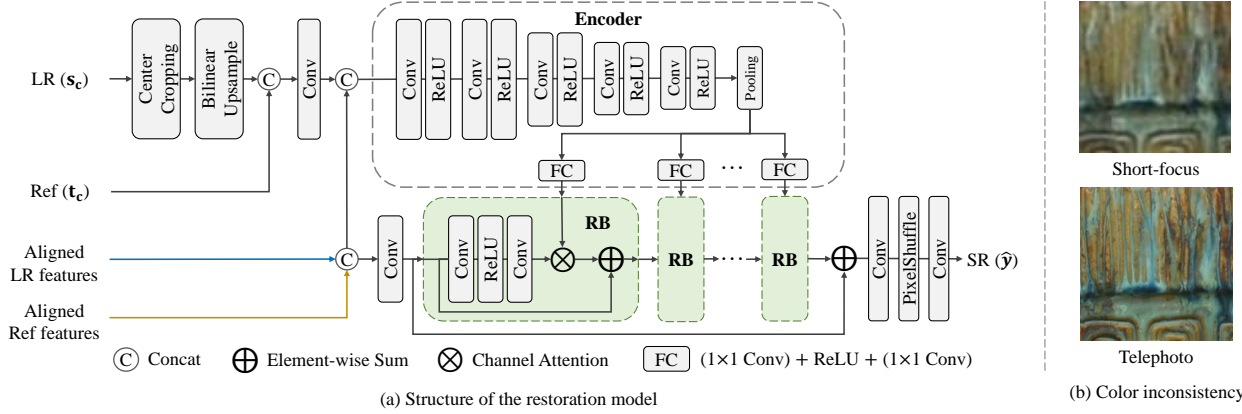 Encoder
LR (s_c)
Center
Cropping
Bilinear
Upsample
C
Conv
C
Conv
ReLU
Conv
ReLU
Conv
ReLU
Conv
ReLU
Conv
ReLU
Pooling
FC
FC
...
FC
Ref (t_c)
Aligned
LR features
Aligned
Ref features
C
Conv
RB
Conv
ReLU
Conv
RB
RB
Conv
PixelShuffle
Conv
SR (ŷ)
C Concat
Element-wise Sum
Channel Attention
FC (1×1 Conv) + ReLU + (1×1 Conv)
(a) Structure of the restoration model
Short-focus
Telephoto
(b) Color inconsistency